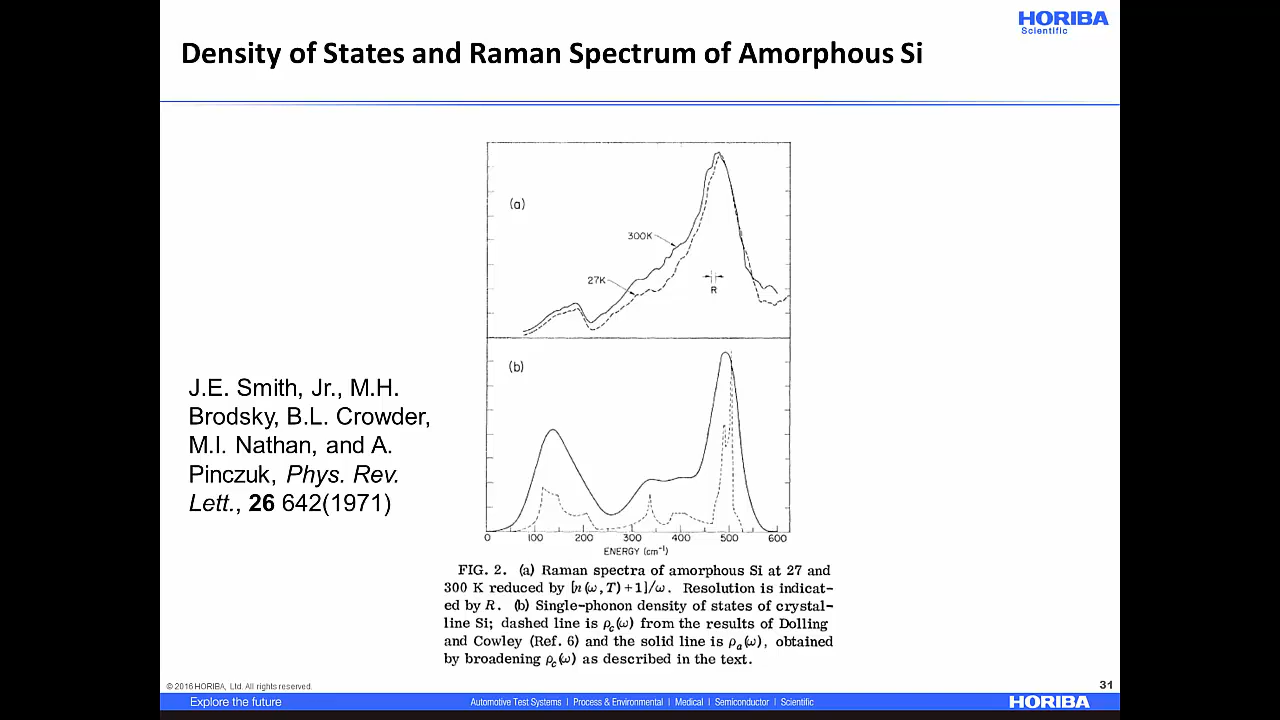 HORIBA
Scientific
Density of States and Raman Spectrum of Amorphous Si
(a)
300K
27K
R
(b)
J.E. Smith, Jr., M.H.
Brodsky, B.L. Crowder,
M.I. Nathan, and A.
Pinczuk, Phys. Rev.
Lett., 26 642(1971)
0 100 200 300 400 500 600
ENERGY (cm⁻¹)
FIG. 2. (a) Raman spectra of amorphous Si at 27 and
300 K reduced by [n(ω,T)+1]/ω. Resolution is indicat-
ed by R. (b) Single-phonon density of states of crystal-
line Si; dashed line is ρc(ω) from the results of Dolling
and Cowley (Ref. 6) and the solid line is ρa(ω), obtained
by broadening ρc(ω) as described in the text.
© 2016 HORIBA, Ltd. All rights reserved.
31
Explore the future
Automotive Test Systems | Process & Environmental | Medical | Semiconductor | Scientific
HORIBA